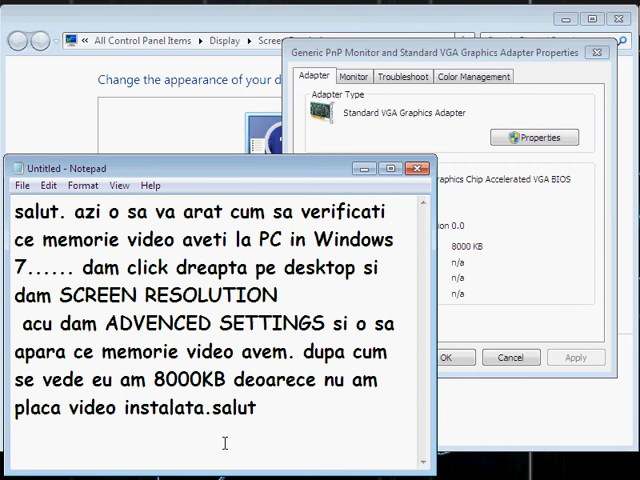 All Control Panel Items
Display
Change the appearance of your d
Generic PnP Monitor and Standard VGA Graphics Adapter Properties
Adapter
Monitor
Troubleshoot
Color Management
Adapter Type
Standard VGA Graphics Adapter
Properties
raphics Chip Accelerated VGA BIOS
ion 0.0
8000 KB
n/a
n/a
n/a
OK
Cancel
Apply
Untitled - Notepad
File Edit Format View Help
salut. azi o sa va arat cum sa verificati
ce memorie video aveti la PC in Windows
7...... dam click dreapta pe desktop si
dam SCREEN RESOLUTION
acu dam ADVENCED SETTINGS si o sa
apara ce memorie video avem. dupa cum
se vede eu am 8000KB deoarece nu am
placa video instalata.salut